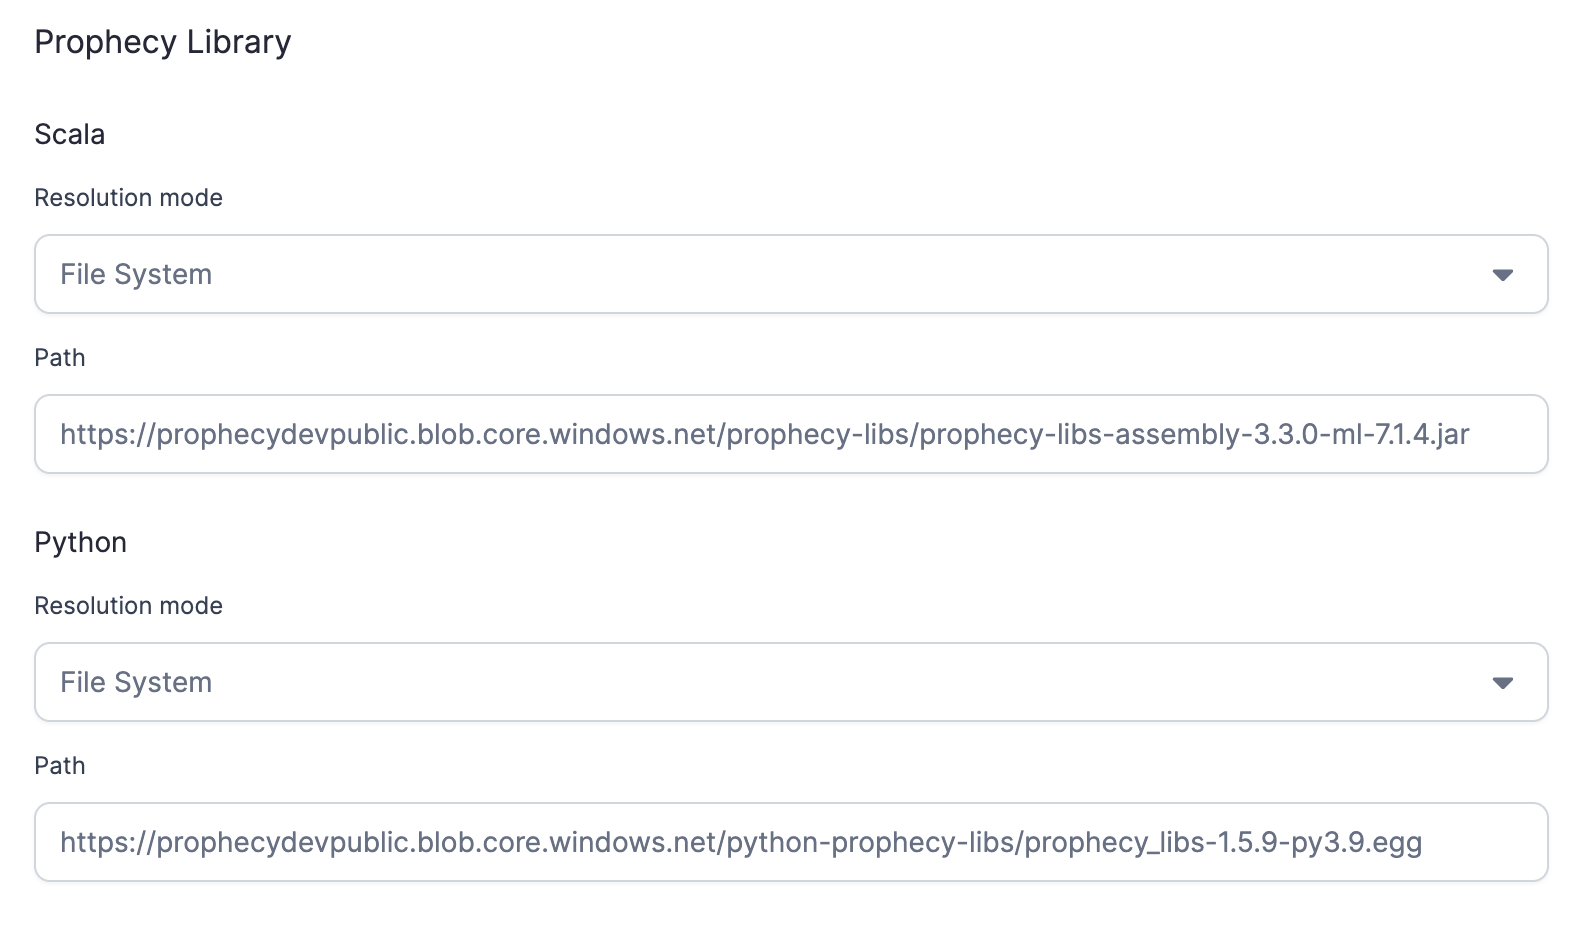 Prophecy Library
Scala
Resolution mode
File System
Path
https://prophecydevpublic.blob.core.windows.net/prophecy-libs/prophecy-libs-assembly-3.3.0-ml-7.1.4.jar
Python
Resolution mode
File System
Path
https://prophecydevpublic.blob.core.windows.net/python-prophecy-libs/prophecy_libs-1.5.9-py3.9.egg